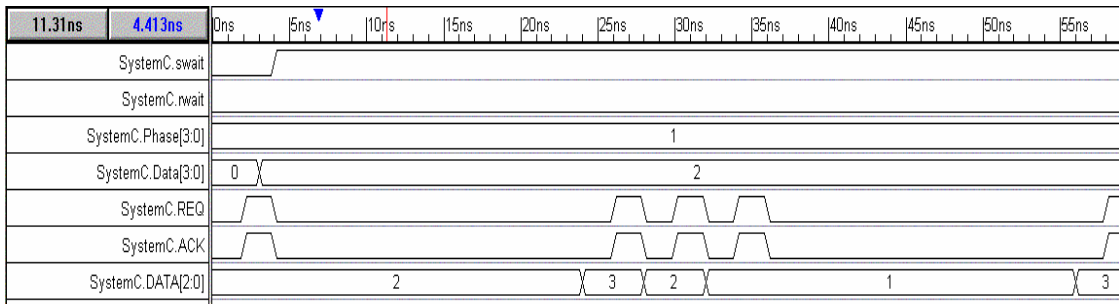 11.31ns 4.413ns 0ns 5ns 10ns 15ns 20ns 25ns 30ns 35ns 40ns 45ns 50ns 55ns
SystemC.swait
SystemC.rwait
SystemC.Phase[3:0] 1
SystemC.Data[3:0] 0 2
SystemC.REQ
SystemC.ACK
SystemC.DATA[2:0] 2 3 2 1 3